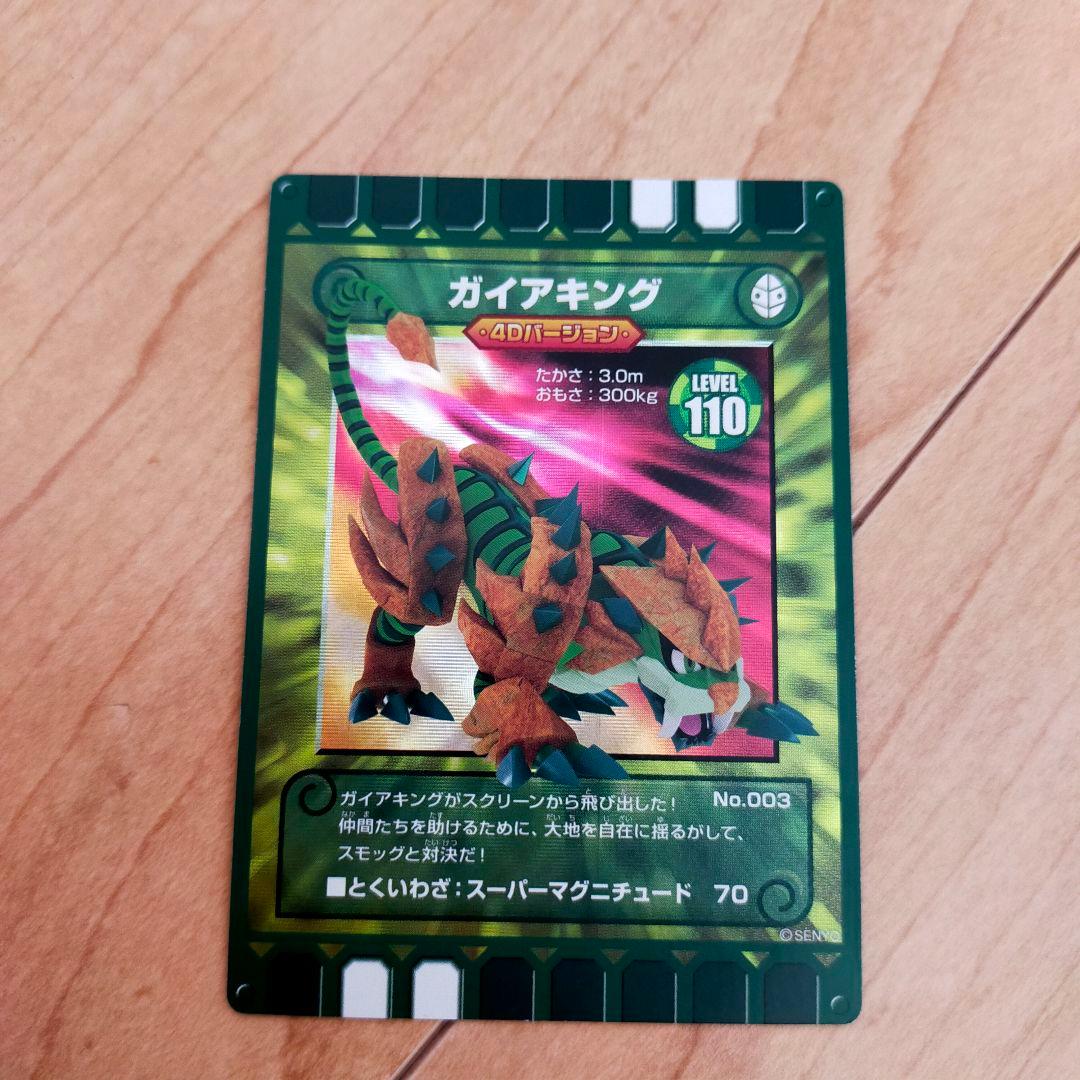 ガイアキング
・4Dバージョン・
たかさ：3.0m
おもさ：300kg
LEVEL
110
ガイアキングがスクリーンから飛び出した！ No.003
仲間たちを助けるために、大地を自在に揺るがして、
スモッグと対決だ！
■とくいわざ：スーパーマグニチュード 70
©SENYO